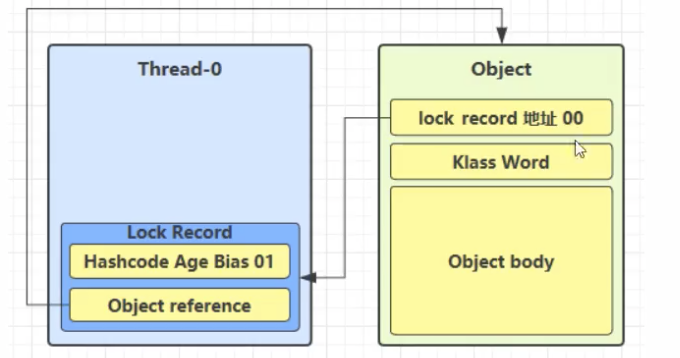 Thread-0
Lock Record
Hashcode Age Bias 01
Object reference
Object
lock record 地址 00
Klass Word
Object body